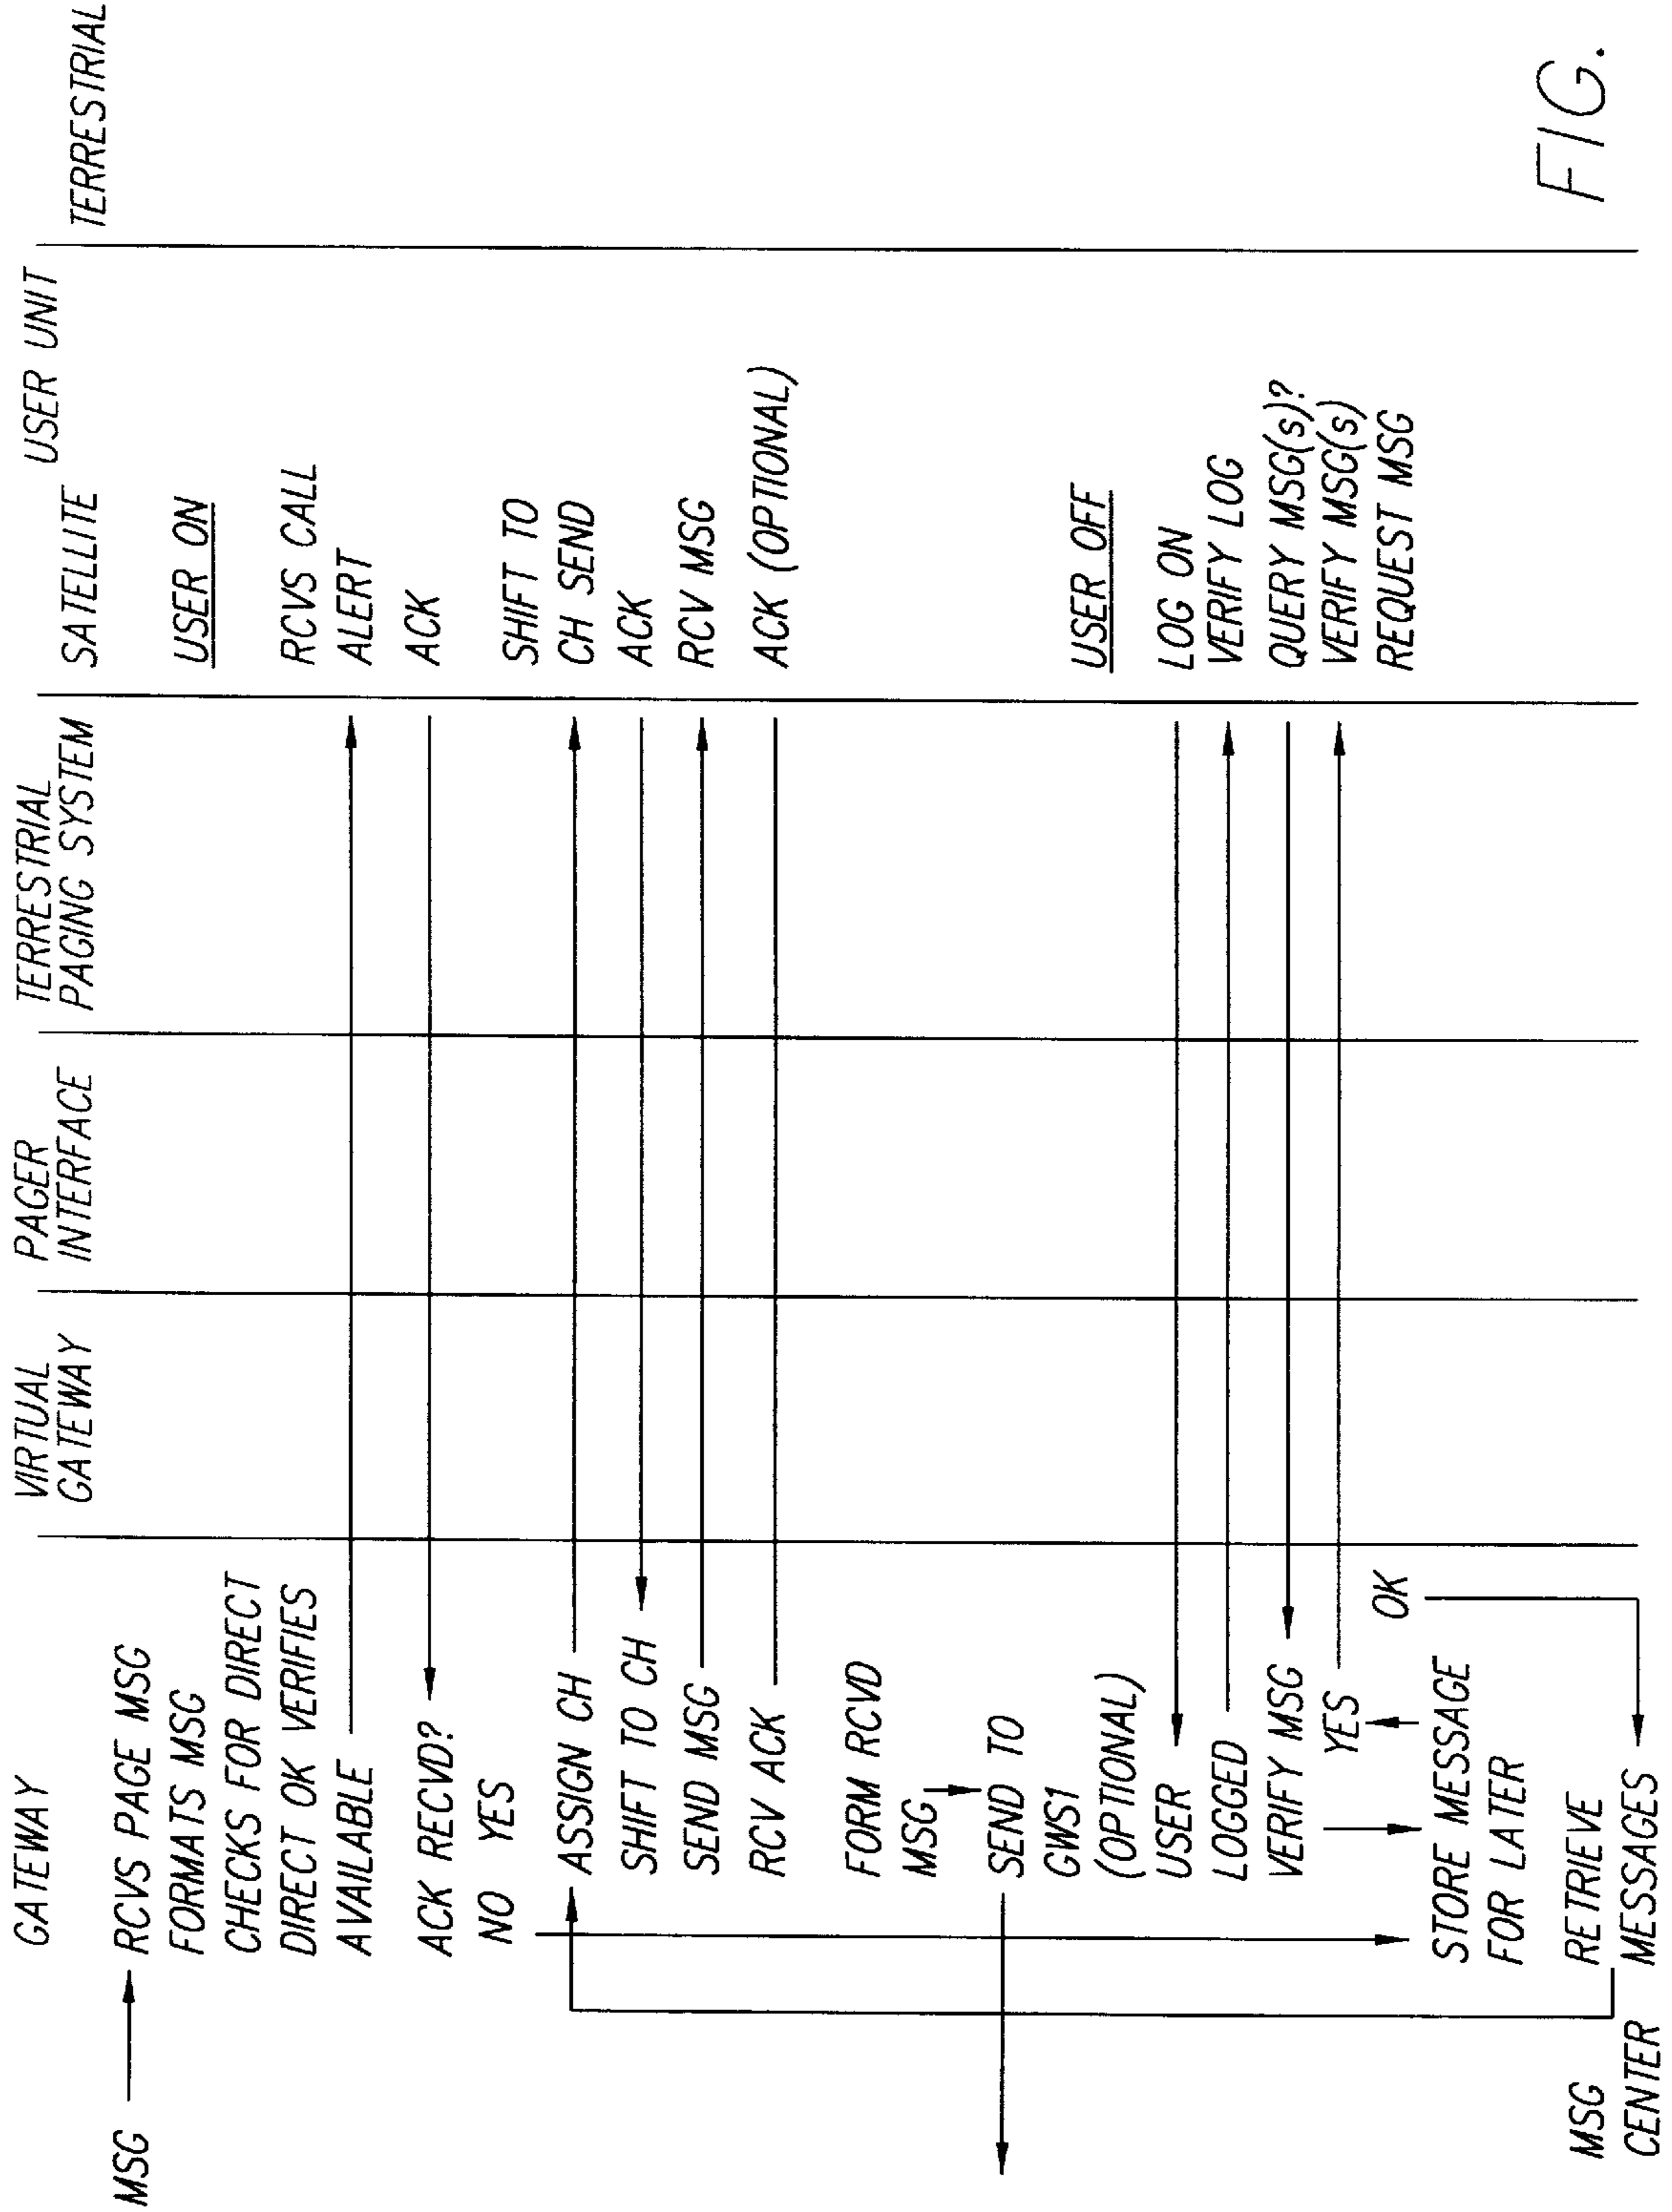 GATEWAY
VIRTUAL
GATEWAY
PAGER
INTERFACE
TERRESTRIAL
PAGING SYSTEM
USER UNIT
SATELLITE
TERRESTRIAL
MSG
RCVS PAGE MSG
FORMATS MSG
CHECKS FOR DIRECT
DIRECT OK VERIFIES
AVAILABLE
ACK RECVD?
NO YES
ASSIGN CH
SHIFT TO CH
SEND MSG
RCV ACK
FORM RCVD
MSG
SEND TO
GWS1
(OPTIONAL)
USER
LOGGED
VERIFY MSG
YES
OK
STORE MESSAGE
FOR LATER
RETRIEVE
MESSAGES
MSG
CENTER
USER ON
RCVS CALL
ALERT
ACK
SHIFT TO
CH SEND
ACK
RCV MSG
ACK (OPTIONAL)
USER OFF
LOG ON
VERIFY LOG
QUERY MSG(s)?
VERIFY MSG(s)
REQUEST MSG
FIG.